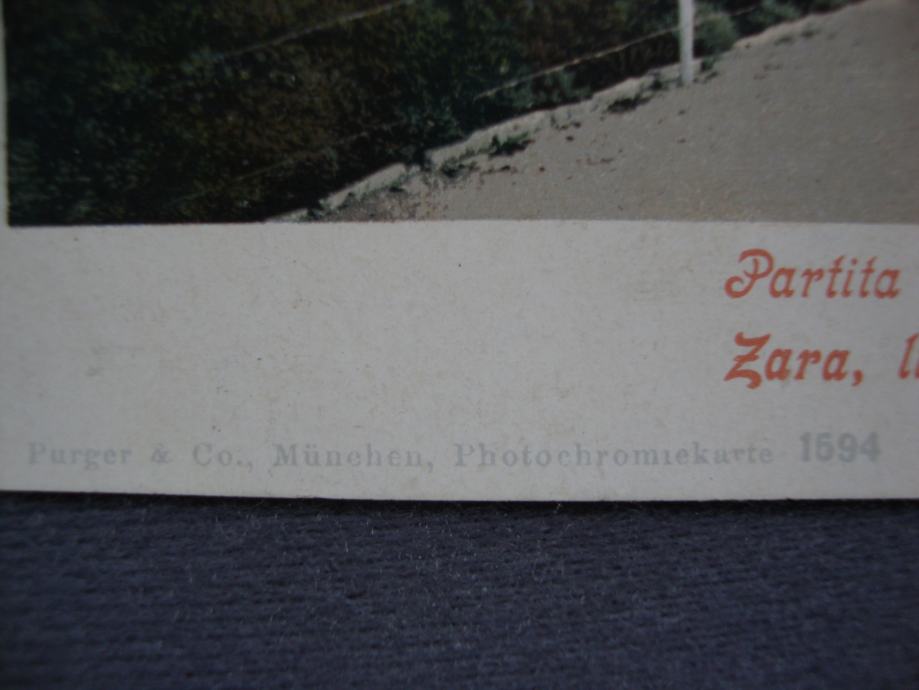 Partita
Zara,
Purger & Co., München, Photochromiekarte 1594